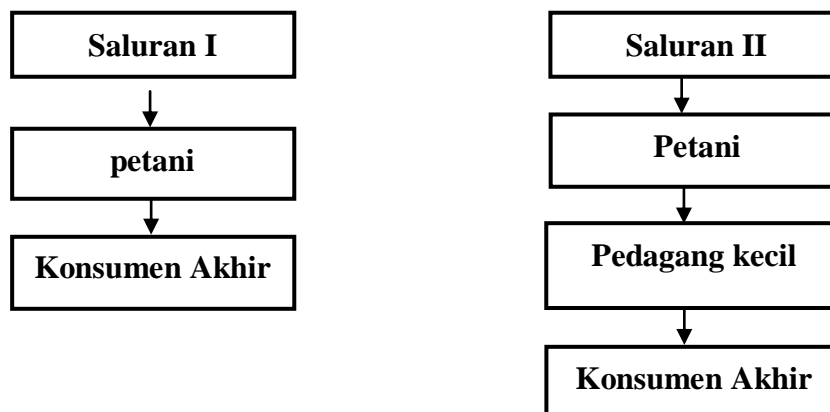 Saluran I
petani
Konsumen Akhir
Saluran II
Petani
Pedagang kecil
Konsumen Akhir